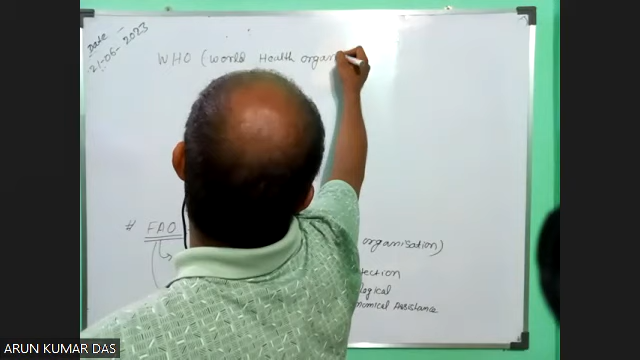 Date
21-06-2023
WHO (world Health organ
# FAO
organisation)
tection
logical
nomical Assistance
ARUN KUMAR DAS